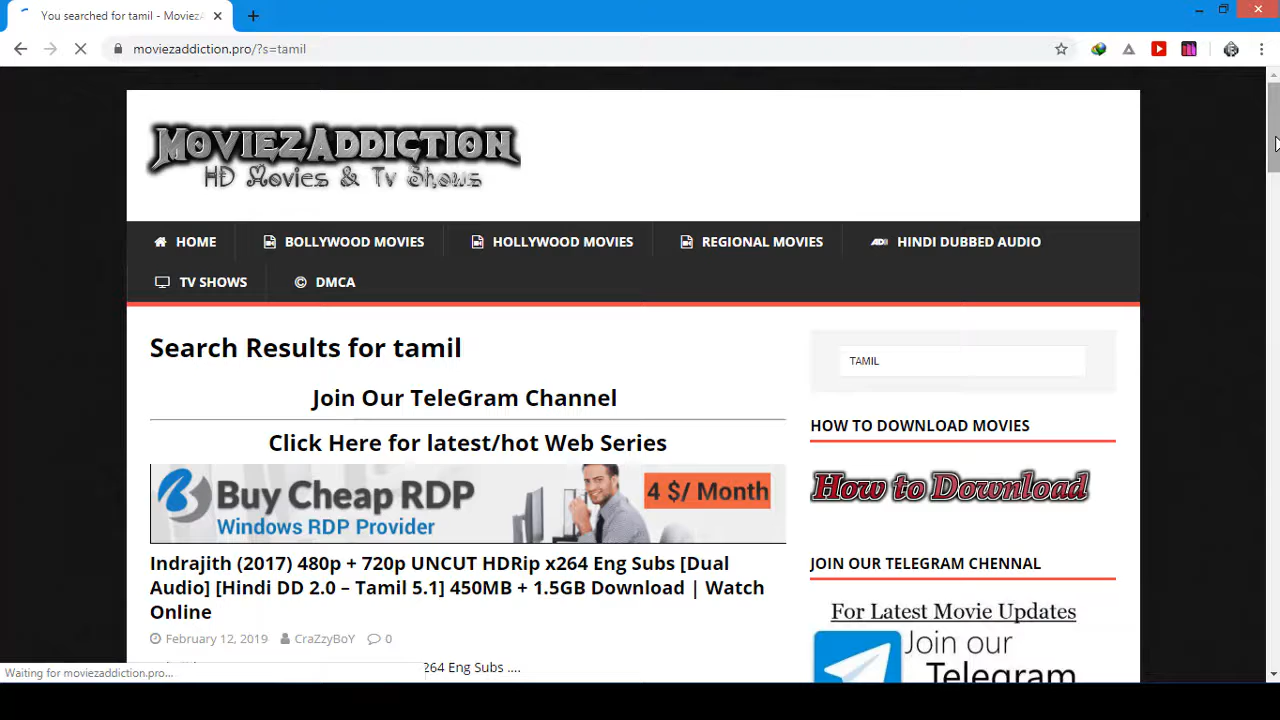 You searched for tamil - Moviez
moviezaddiction.pro/?s=tamil
MoviezAddiction
HD Movies & Tv Shows
HOME
BOLLYWOOD MOVIES
HOLLYWOOD MOVIES
REGIONAL MOVIES
HINDI DUBBED AUDIO
TV SHOWS
DMCA
Search Results for tamil
TAMIL
Join Our TeleGram Channel
HOW TO DOWNLOAD MOVIES
Click Here for latest/hot Web Series
How to Download
Buy Cheap RDP
4 $/ Month
Windows RDP Provider
Indrajith (2017) 480p + 720p UNCUT HDRip x264 Eng Subs [Dual
Audio] [Hindi DD 2.0 – Tamil 5.1] 450MB + 1.5GB Download | Watch
Online
JOIN OUR TELEGRAM CHENNAL
For Latest Movie Updates
February 12, 2019 CraZzyBoY 0
Join our
Telegram
264 Eng Subs ....
Waiting for moviezaddiction.pro...